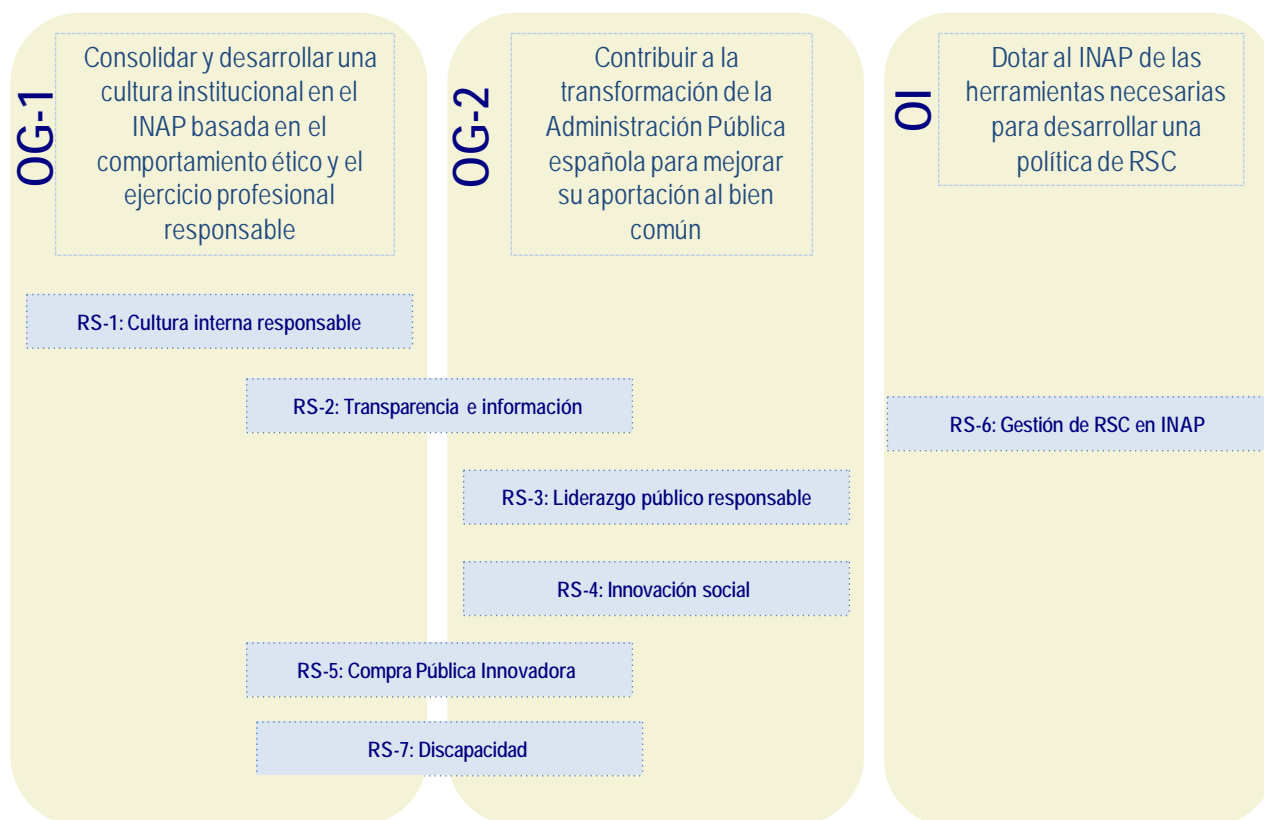 OG-1
Consolidar y desarrollar una
cultura institucional en el
INAP basada en el
comportamiento ético y el
ejercicio profesional
responsable
OG-2
Contribuir a la
transformación de la
Administración Pública
española para mejorar
su aportación al bien
común
OI
Dotar al INAP de las
herramientas necesarias
para desarrollar una
política de RSC
RS-1: Cultura interna responsable
RS-2: Transparencia e información
RS-6: Gestión de RSC en INAP
RS-3: Liderazgo público responsable
RS-4: Innovación social
RS-5: Compra Pública Innovadora
RS-7: Discapacidad